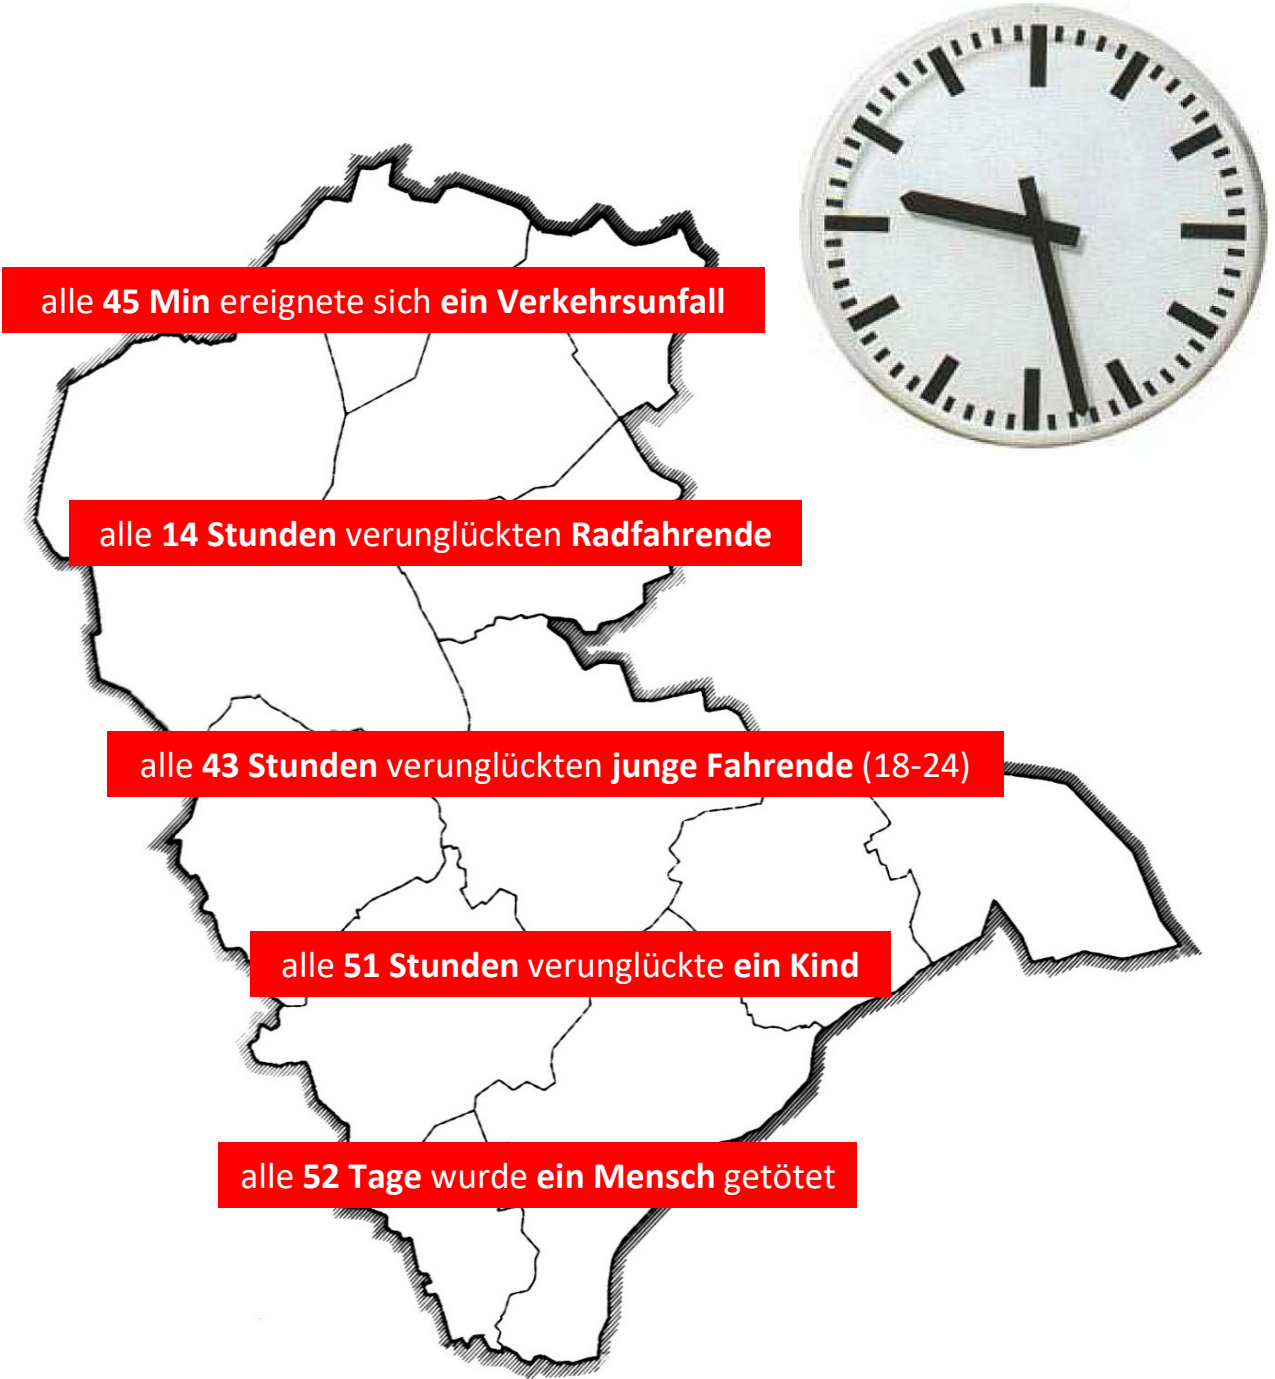 alle 45 Min ereignete sich ein Verkehrsunfall
alle 14 Stunden verunglückten Radfahrende
alle 43 Stunden verunglückten junge Fahrende (18-24)
alle 51 Stunden verunglückte ein Kind
alle 52 Tage wurde ein Mensch getötet